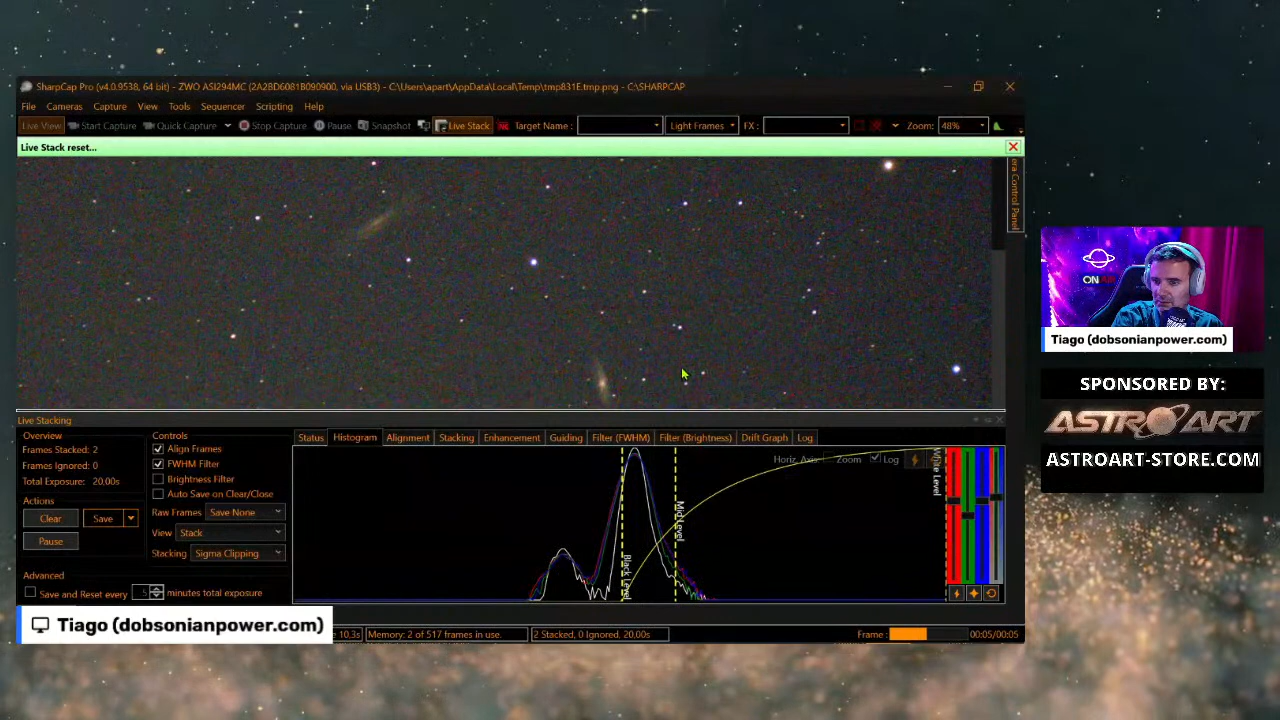 SharpCap Pro (v4.0.9538, 64 bit) - ZWO ASI294MC (2A2BD6081B090900, via USB3) - C:\Users\apart\AppData\Local\Temp\tmp831E.tmp.png - C:\SHARPCAP
File Cameras Capture View Tools Sequencer Scripting Help
Live View Start Capture Quick Capture Stop Capture Pause Snapshot Live Stack Target Name : Light Frames FX : Zoom: 48%
Live Stack reset...
era Control Panel
ON
Tiago (dobsonianpower.com)
SPONSORED BY:
ASTROART
ASTROART-STORE.COM
Live Stacking
Overview
Frames Stacked: 2
Frames Ignored: 0
Total Exposure: 20.00s
Actions
Clear Save
Pause
Advanced
Save and Reset every 5 minutes total exposure
Controls
Align Frames
FWHM Filter
Brightness Filter
Auto Save on Clear/Close
Raw Frames Save None
View Stack
Stacking Sigma Clipping
Status Histogram Alignment Stacking Enhancement Guiding Filter (FWHM) Filter (Brightness) Drift Graph Log
Horiz. Axis: Zoom Log
Black Level
Mid Level
White Level
Tiago (dobsonianpower.com)
10,3s Memory: 2 of 517 frames in use. 2 Stacked, 0 Ignored, 20.00s Frame : 00:05/00:05